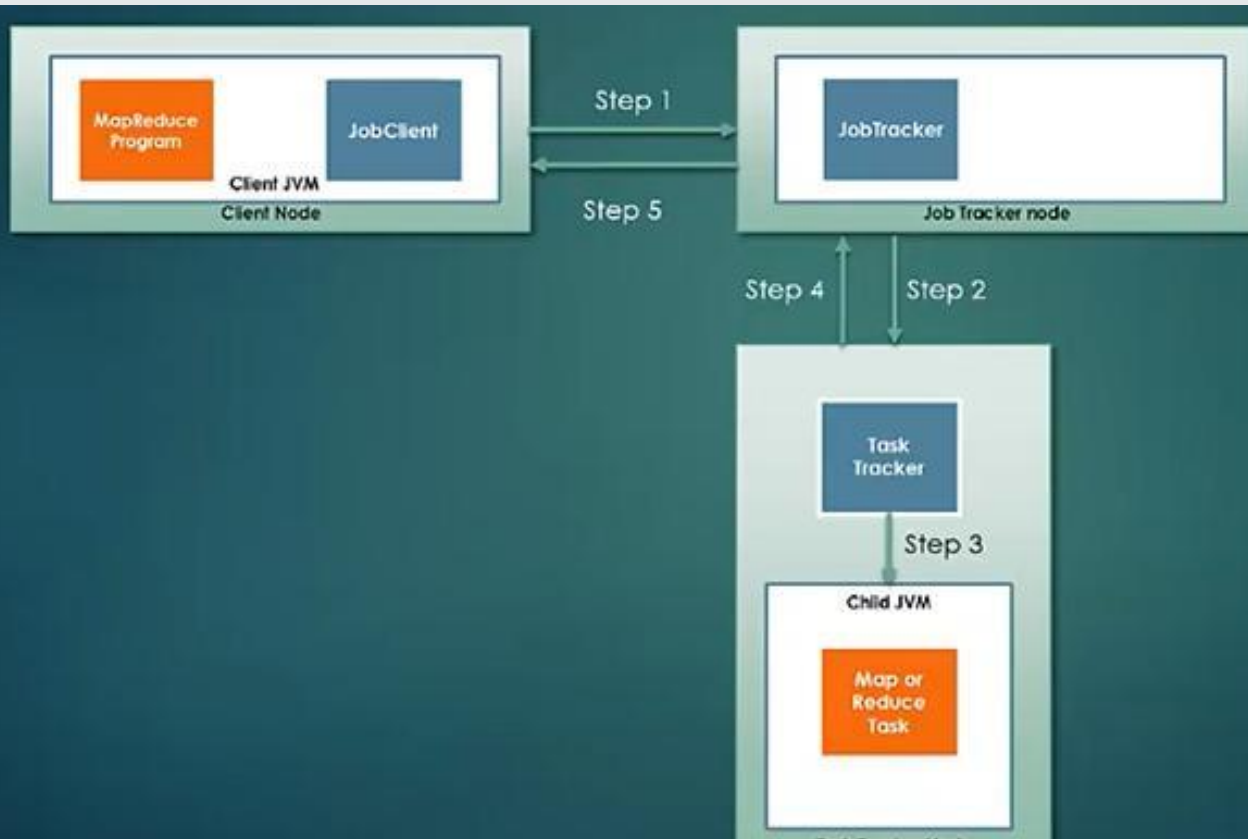 MapReduce
Program
JobClient
Client JVM
Client Node
Step 1
Step 5
JobTracker
Job Tracker node
Step 4
Step 2
Task
Tracker
Step 3
Child JVM
Map or
Reduce
Task